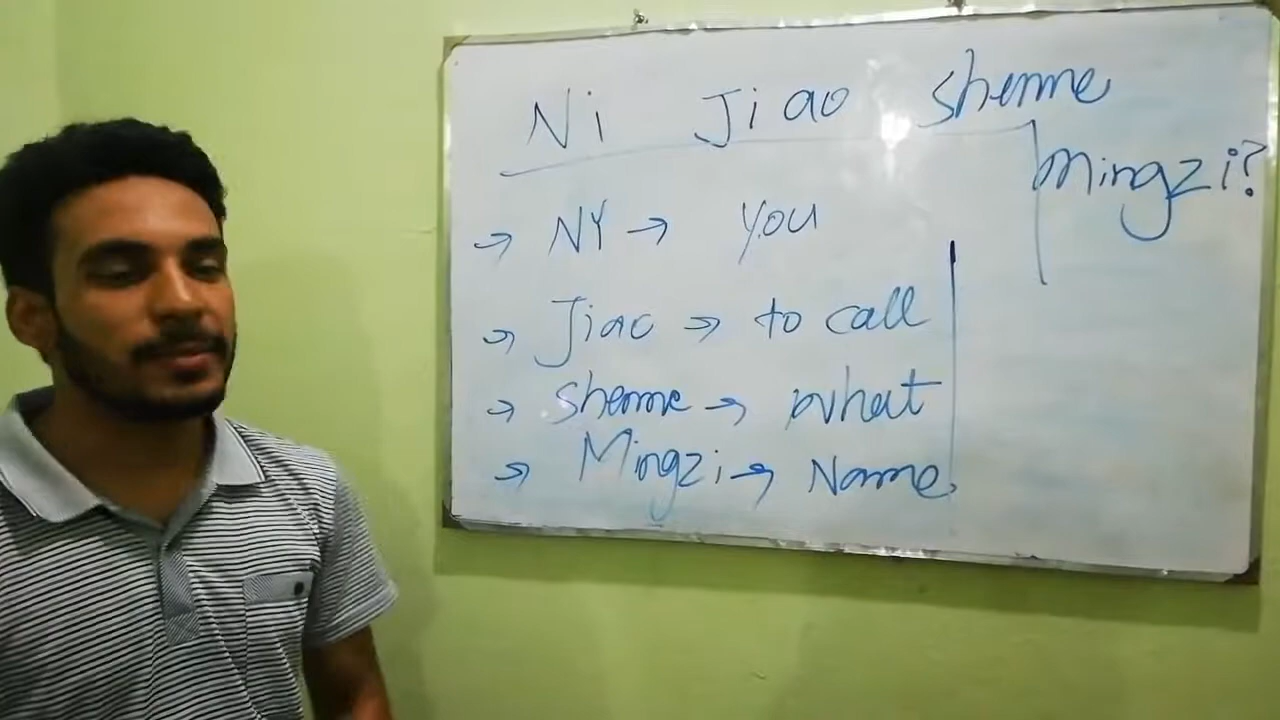 Ni Jiao shenme
Mingzi?
→ NY → you
→ Jiao → to call
→ shenme → what
→ Mingzi → Name.